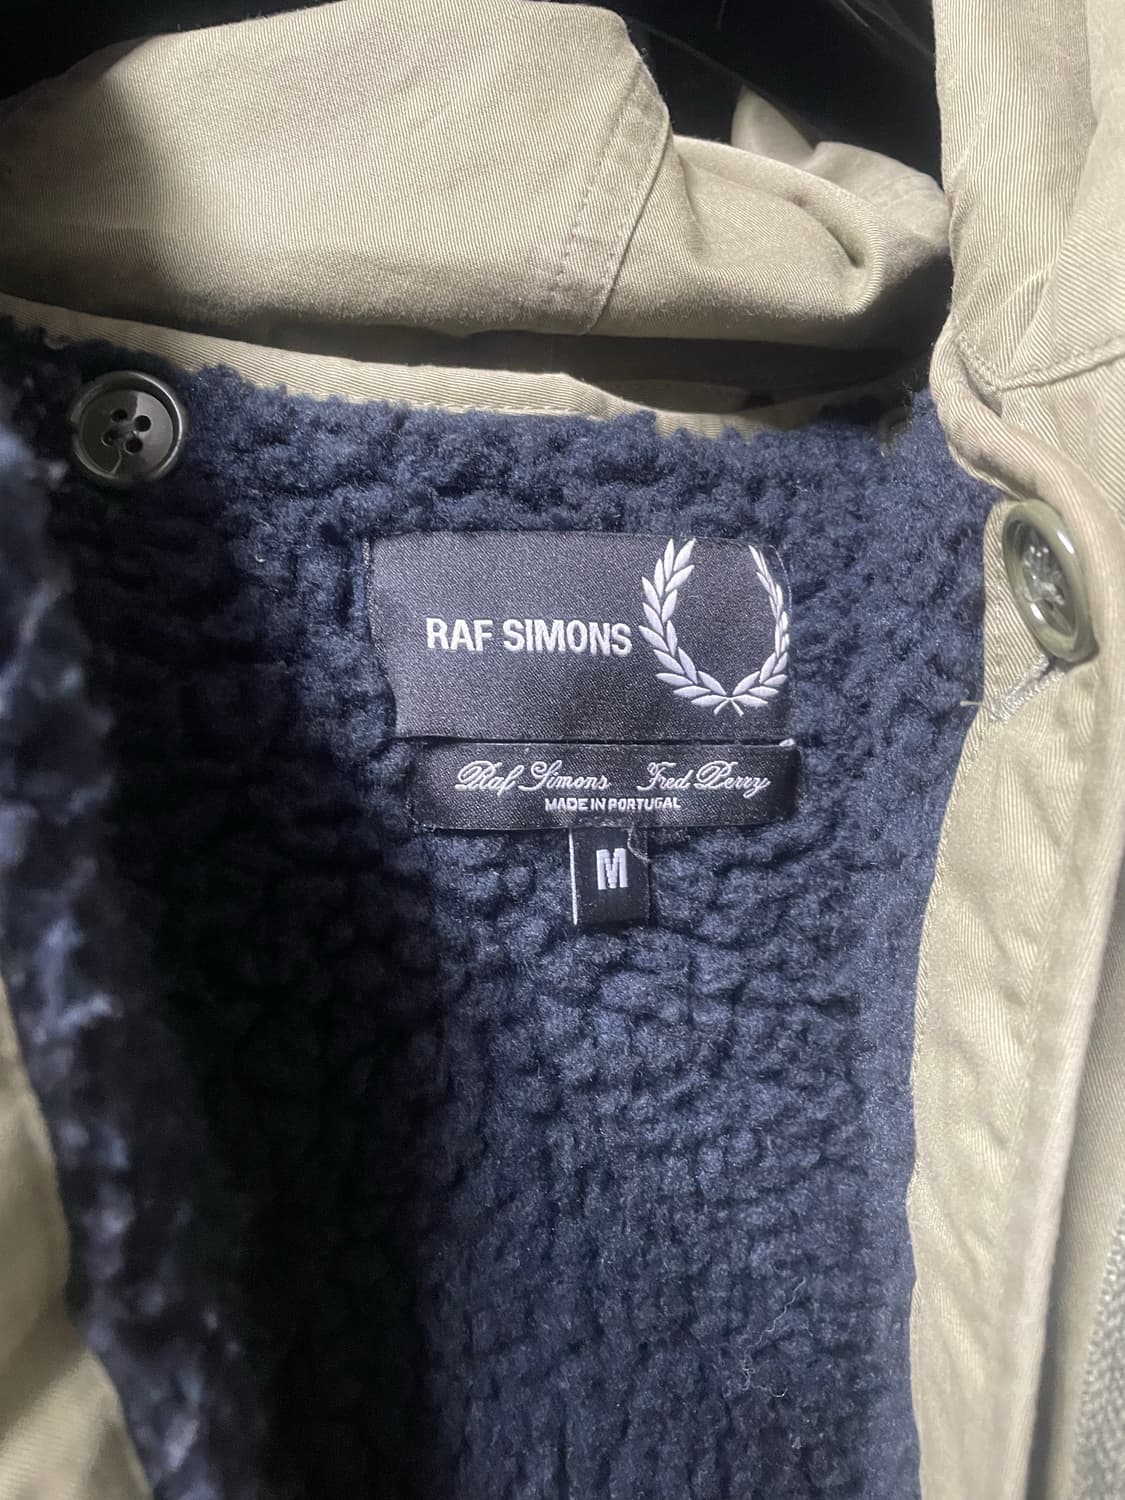 RAF SIMONS
Raf Simons Fred Perry
MADE IN PORTUGAL
M